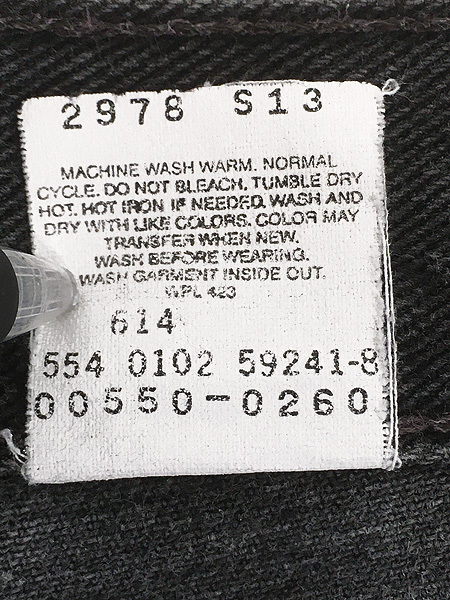 2978 S13
MACHINE WASH WARM. NORMAL
CYCLE. DO NOT BLEACH. TUMBLE DRY
HOT. HOT IRON IF NEEDED. WASH AND
DRY WITH LIKE COLORS. COLOR MAY
TRANSFER WHEN NEW.
WASH BEFORE WEARING.
WASH GARMENT INSIDE OUT.
WPL 423
614
554 0102 59241-8
00550-0260